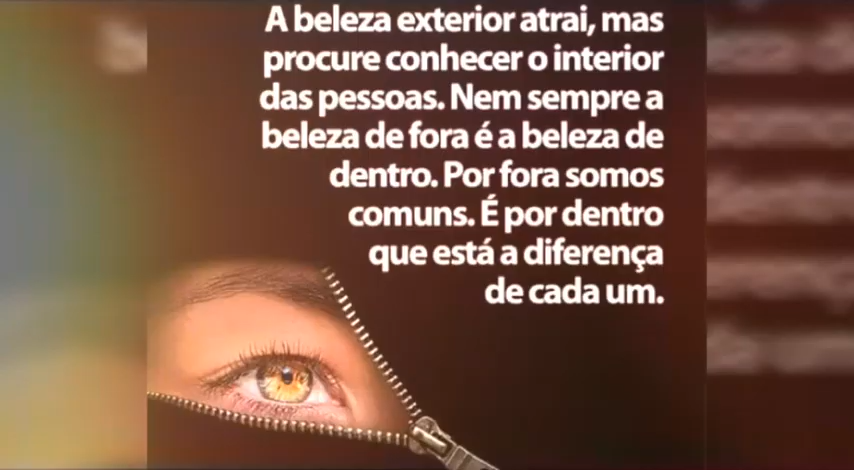 A beleza exterior atrai, mas
procure conhecer o interior
das pessoas. Nem sempre a
beleza de fora é a beleza de
dentro. Por fora somos
comuns. É por dentro
que está a diferença
de cada um.